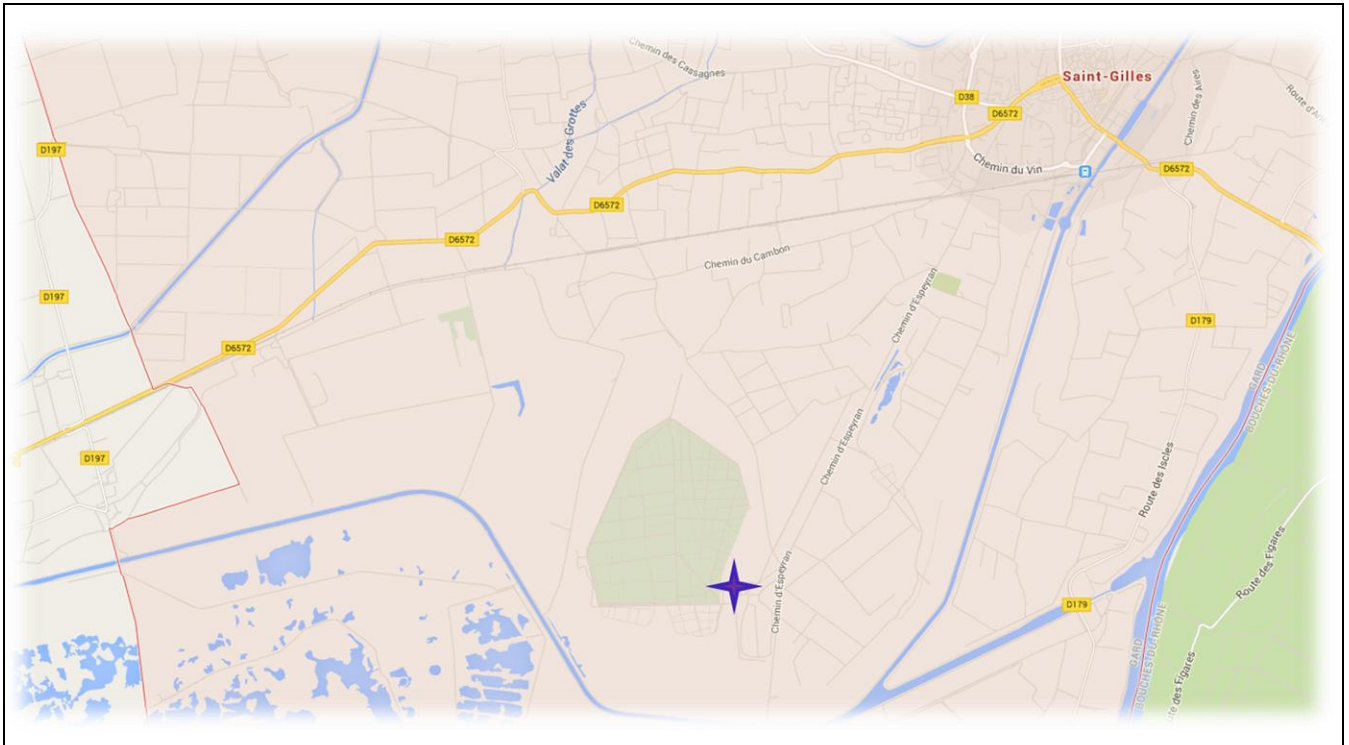 Chemin des Cassagnes
Saint-Gilles
Chemin des Aires
D38
D6572
D197
Valat des Grottes
Chemin du Vin
D6572
D6572
D6572
Chemin du Cambon
Chemin d'Espeyran
D197
D179
D6572
GARD
BOUCHES-DU-RHÔNE
Chemin d'Espeyran
D197
Route des Iscles
Route des Figares
Chemin d'Espeyran
D179
GARD
BOUCHES-DU-RHÔNE
des Figares